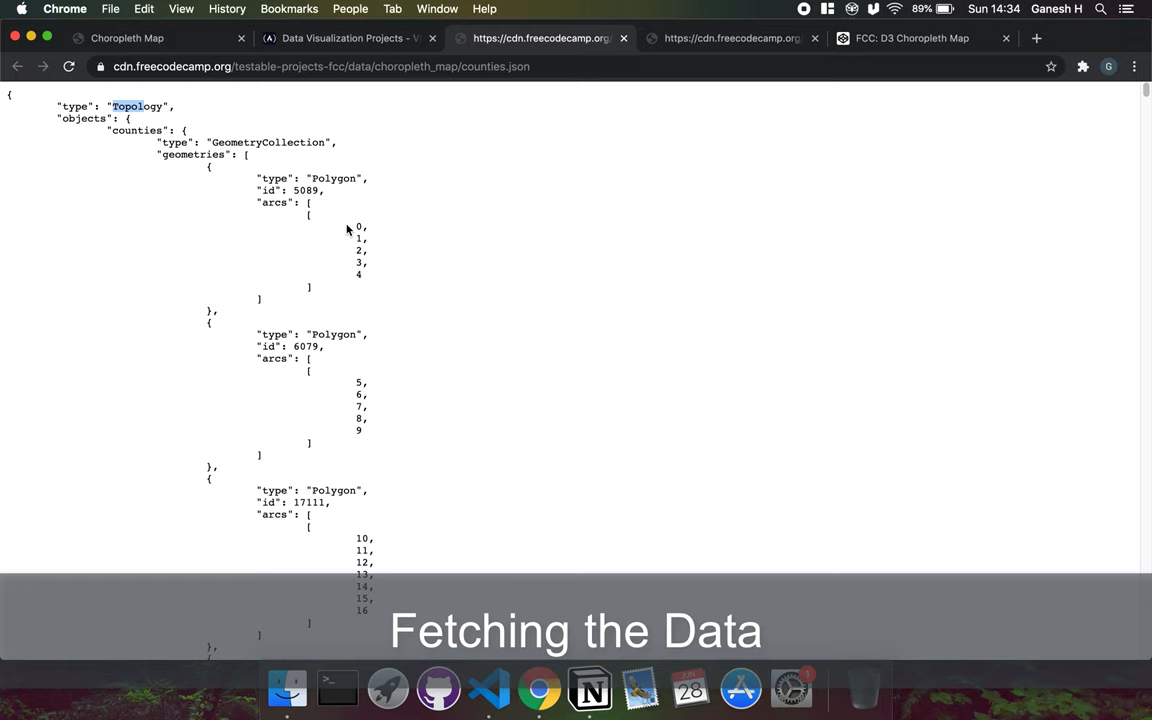 Chrome File Edit View History Bookmarks People Tab Window Help 89% Sun 14:34 Ganesh H
Choropleth Map Data Visualization Projects - V https://cdn.freecodecamp.org/ https://cdn.freecodecamp.org/ FCC: D3 Choropleth Map
cdn.freecodecamp.org/testable-projects-fcc/data/choropleth_map/counties.json G
{
"type": "Topology",
"objects": {
"counties": {
"type": "GeometryCollection",
"geometries": [
{
"type": "Polygon",
"id": 5089,
"arcs": [
[
0,
1,
2,
3,
4
]
]
},
{
"type": "Polygon",
"id": 6079,
"arcs": [
[
5,
6,
7,
8,
9
]
]
},
{
"type": "Polygon",
"id": 17111,
"arcs": [
[
10,
11,
12,
13,
14,
15,
16
]
]
},
{
Fetching the Data
JUN
28
1